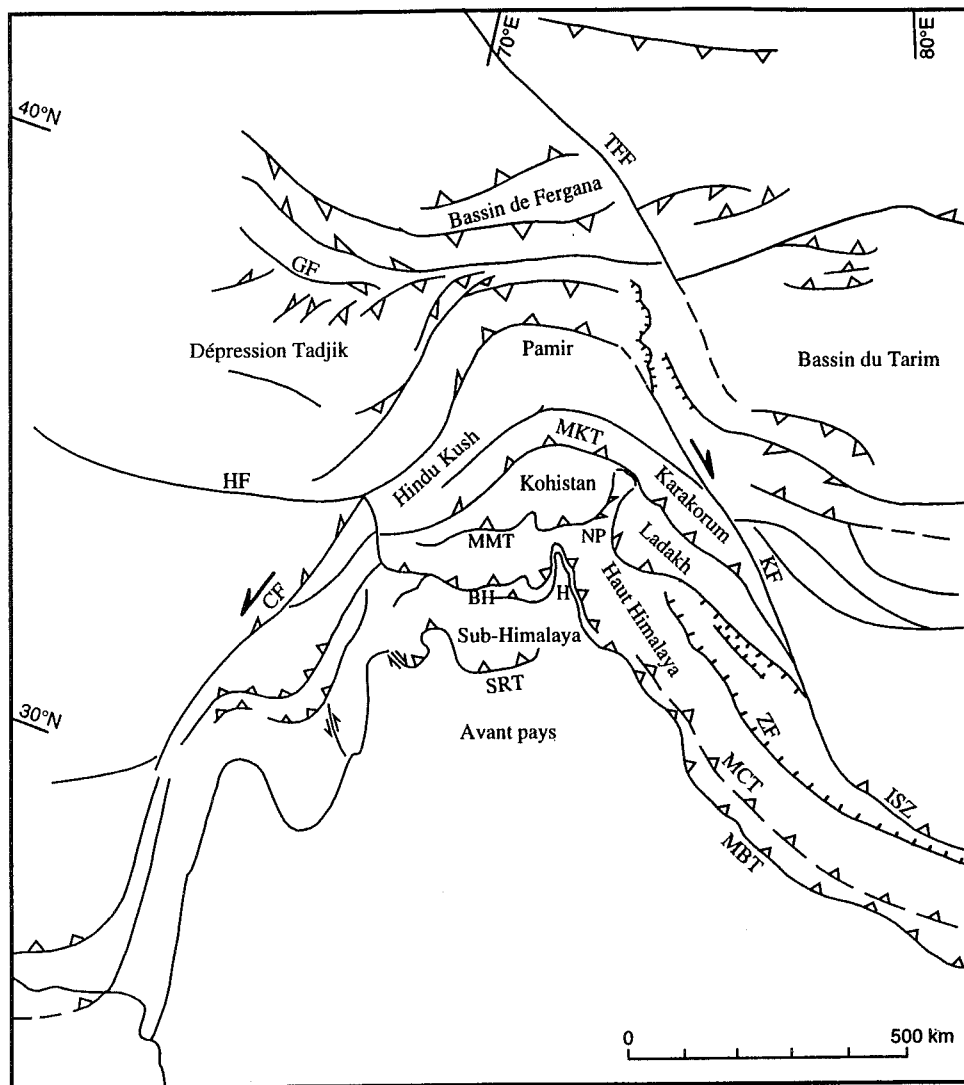 70°E
80°E
40°N
TFF
Bassin de Fergana
GF
Dépression Tadjik
Pamir
Bassin du Tarim
HF
Hindu Kush
MKT
Kohistan
Karakorum
MMT
NP
Ladakh
KF
CF
BH
H
Haut Himalaya
Sub-Himalaya
SRT
30°N
Avant pays
ZF
MCT
ISZ
MBT
0
500 km